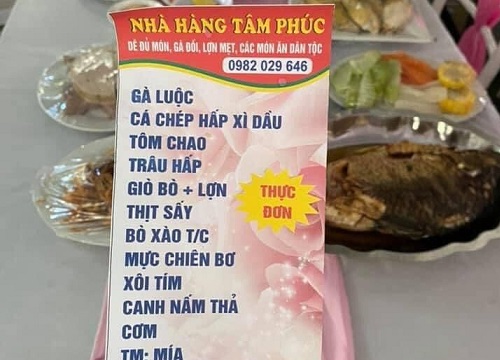 NHÀ HÀNG TÂM PHÚC
DÊ ĐỦ MÓN, GÀ ĐỒI, LỢN MẸT, CÁC MÓN ĂN DÂN TỘC
0982 029 646
GÀ LUỘC
CÁ CHÉP HẤP XÌ DẦU
TÔM CHAO
TRÂU HẤP
GIÒ BÒ + LỢN
THỊT SẤY
BÒ XÀO T/C
MỰC CHIÊN BƠ
XÔI TÍM
CANH NẤM THẢ
CƠM
TM: MÍA
THỰC
ĐƠN